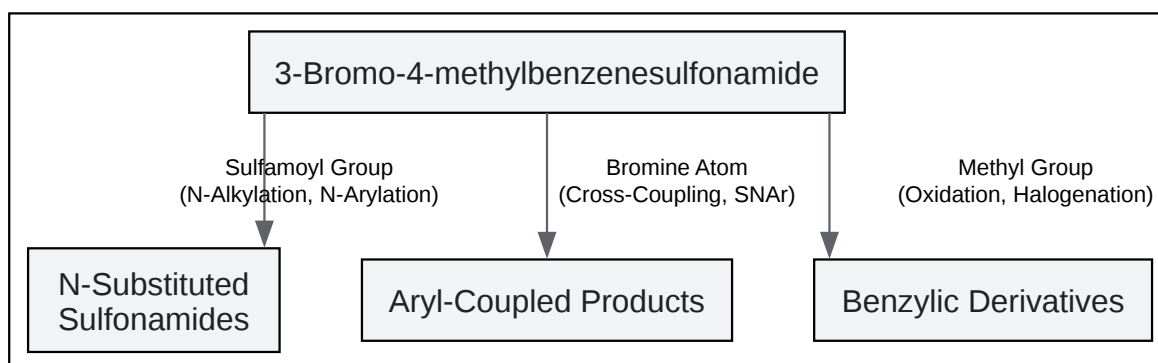 3-Bromo-4-methylbenzenesulfonamide
Sulfamoyl Group
(N-Alkylation, N-Arylation)
Bromine Atom
(Cross-Coupling, SNAr)
Methyl Group
(Oxidation, Halogenation)
N-Substituted
Sulfonamides
Aryl-Coupled Products
Benzylic Derivatives